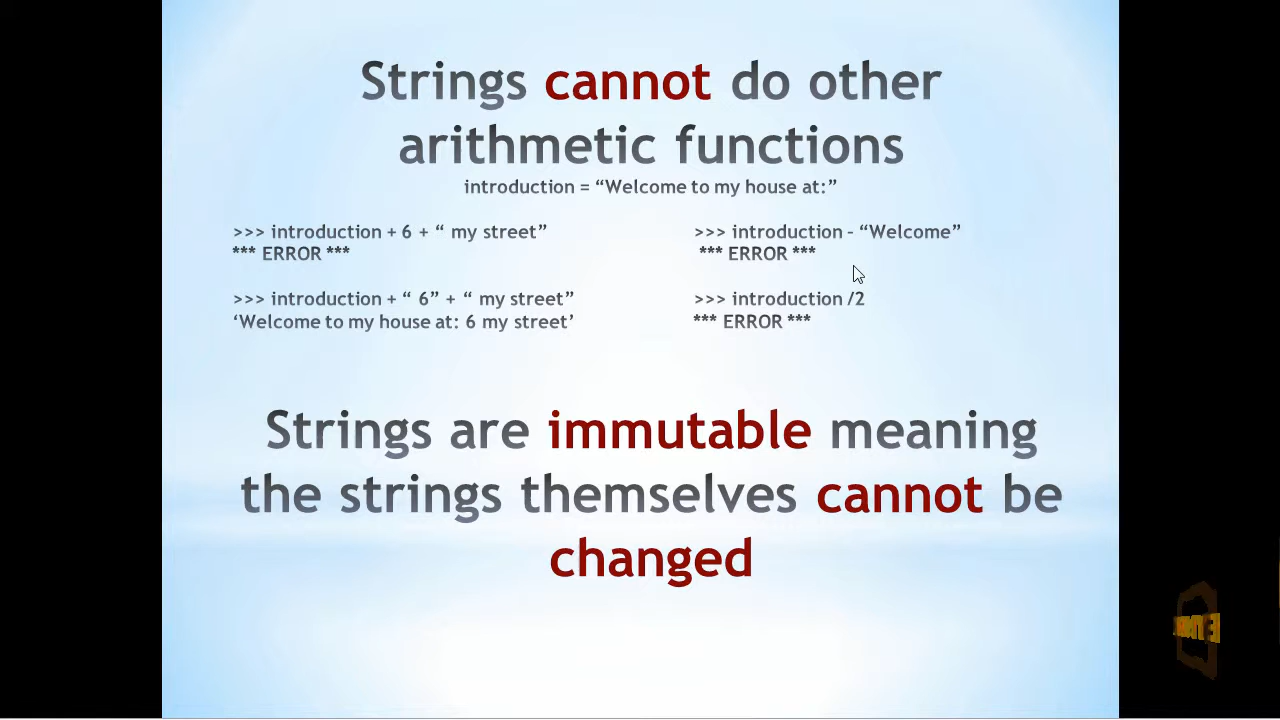 Strings cannot do other
arithmetic functions
introduction = “Welcome to my house at:”
>>> introduction + 6 + “ my street”
*** ERROR ***
>>> introduction + “ 6” + “ my street”
‘Welcome to my house at: 6 my street’
>>> introduction – “Welcome”
*** ERROR ***
>>> introduction /2
*** ERROR ***
Strings are immutable meaning
the strings themselves cannot be
changed